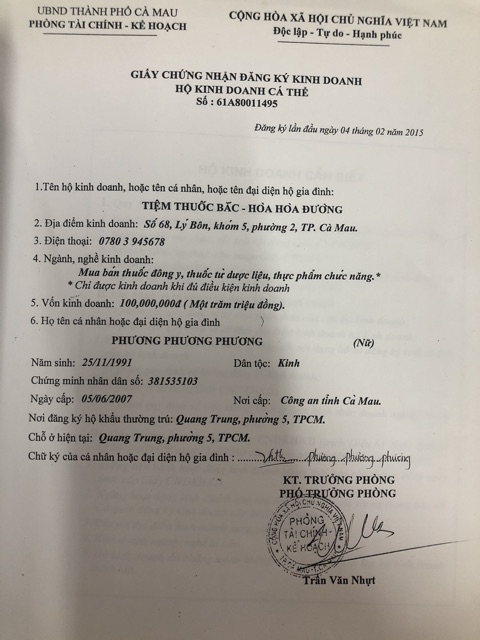 UBND THÀNH PHỐ CÀ MAU
PHÒNG TÀI CHÍNH - KẾ HOẠCH
CỘNG HÒA XÃ HỘI CHỦ NGHĨA VIỆT NAM
Độc lập - Tự do - Hạnh phúc
GIẤY CHỨNG NHẬN ĐĂNG KÝ KINH DOANH
HỘ KINH DOANH CÁ THỂ
Số : 61A80011495
Đăng ký lần đầu ngày 04 tháng 02 năm 2015
1.Tên hộ kinh doanh, hoặc tên cá nhân, hoặc tên đại diện hộ gia đình:
TIỆM THUỐC BẮC - HÒA HÒA ĐƯỜNG
2. Địa điểm kinh doanh: Số 68, Lý Bôn, khóm 5, phường 2, TP. Cà Mau.
3. Điện thoại: 0780 3 945678
4. Ngành, nghề kinh doanh:
Mua bán thuốc đông y, thuốc từ dược liệu, thực phẩm chức năng.*
* Chỉ được kinh doanh khi đủ điều kiện kinh doanh
5. Vốn kinh doanh: 100,000,000đ ( Một trăm triệu đồng).
6. Họ tên cá nhân hoặc đại diện hộ gia đình
PHƯƠNG PHƯƠNG PHƯƠNG (Nữ)
Năm sinh: 25/11/1991 Dân tộc: Kinh
Chứng minh nhân dân số: 381535103
Ngày cấp: 05/06/2007 Nơi cấp: Công an tỉnh Cà Mau.
Nơi đăng ký hộ khẩu thường trú: Quang Trung, phường 5, TPCM.
Chỗ ở hiện tại: Quang Trung, phường 5, TPCM.
Chữ ký của cá nhân hoặc đại diện hộ gia đình : phương phương phương
KT. TRƯỞNG PHÒNG
PHÓ TRƯỞNG PHÒNG
PHÒNG
TÀI CHÍNH-
KẾ HOẠCH
Trần Văn Nhựt